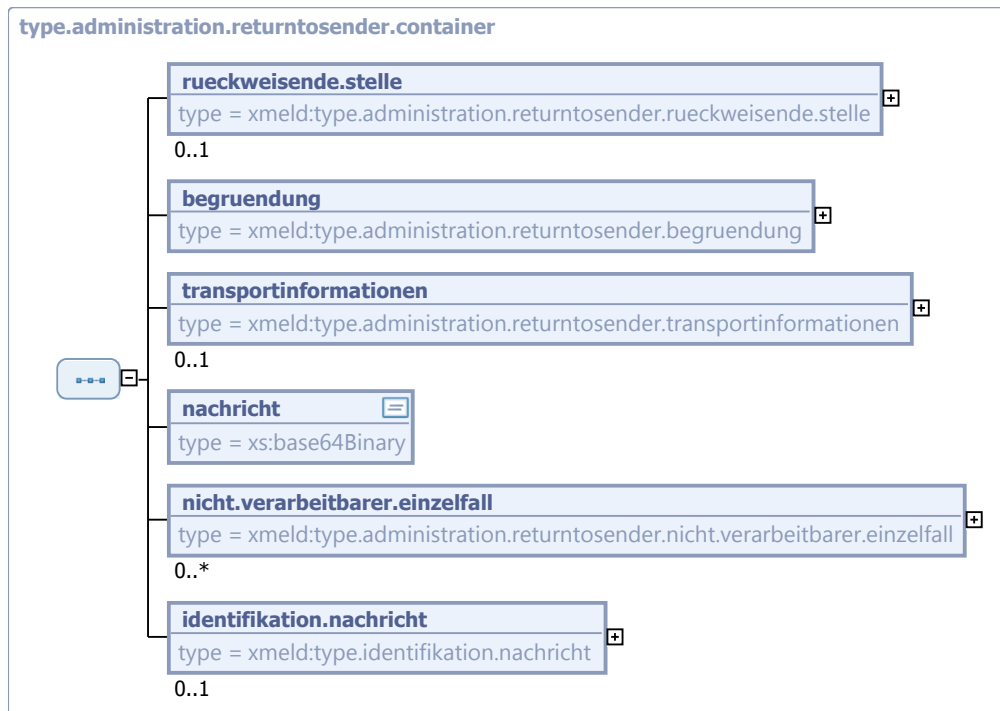 type.administration.returntosender.container
rueckweisende.stelle
type = xmeld:type.administration.returntosender.rueckweisende.stelle
0..1
begruendung
type = xmeld:type.administration.returntosender.begruendung
transportinformationen
type = xmeld:type.administration.returntosender.transportinformationen
0..1
nachricht
type = xs:base64Binary
nicht.verarbeitbarer.einzelfall
type = xmeld:type.administration.returntosender.nicht.verarbeitbarer.einzelfall
0..*
identifikation.nachricht
type = xmeld:type.identifikation.nachricht
0..1